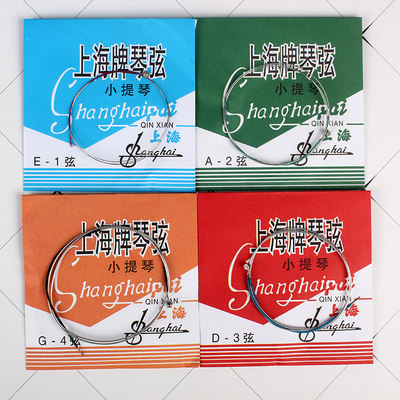 上海牌琴弦
小提琴
Shanghaipai
QIN XIAN
上海
Shanghai
E-1弦
上海牌琴弦
小提琴
Shanghaipai
QIN XIAN
上海
Shanghai
A-2弦
上海牌琴弦
小提琴
Shanghaipai
QIN XIAN
上海
Shanghai
G-4弦
上海牌琴弦
小提琴
Shanghaipai
QIN XIAN
上海
Shanghai
D-3弦